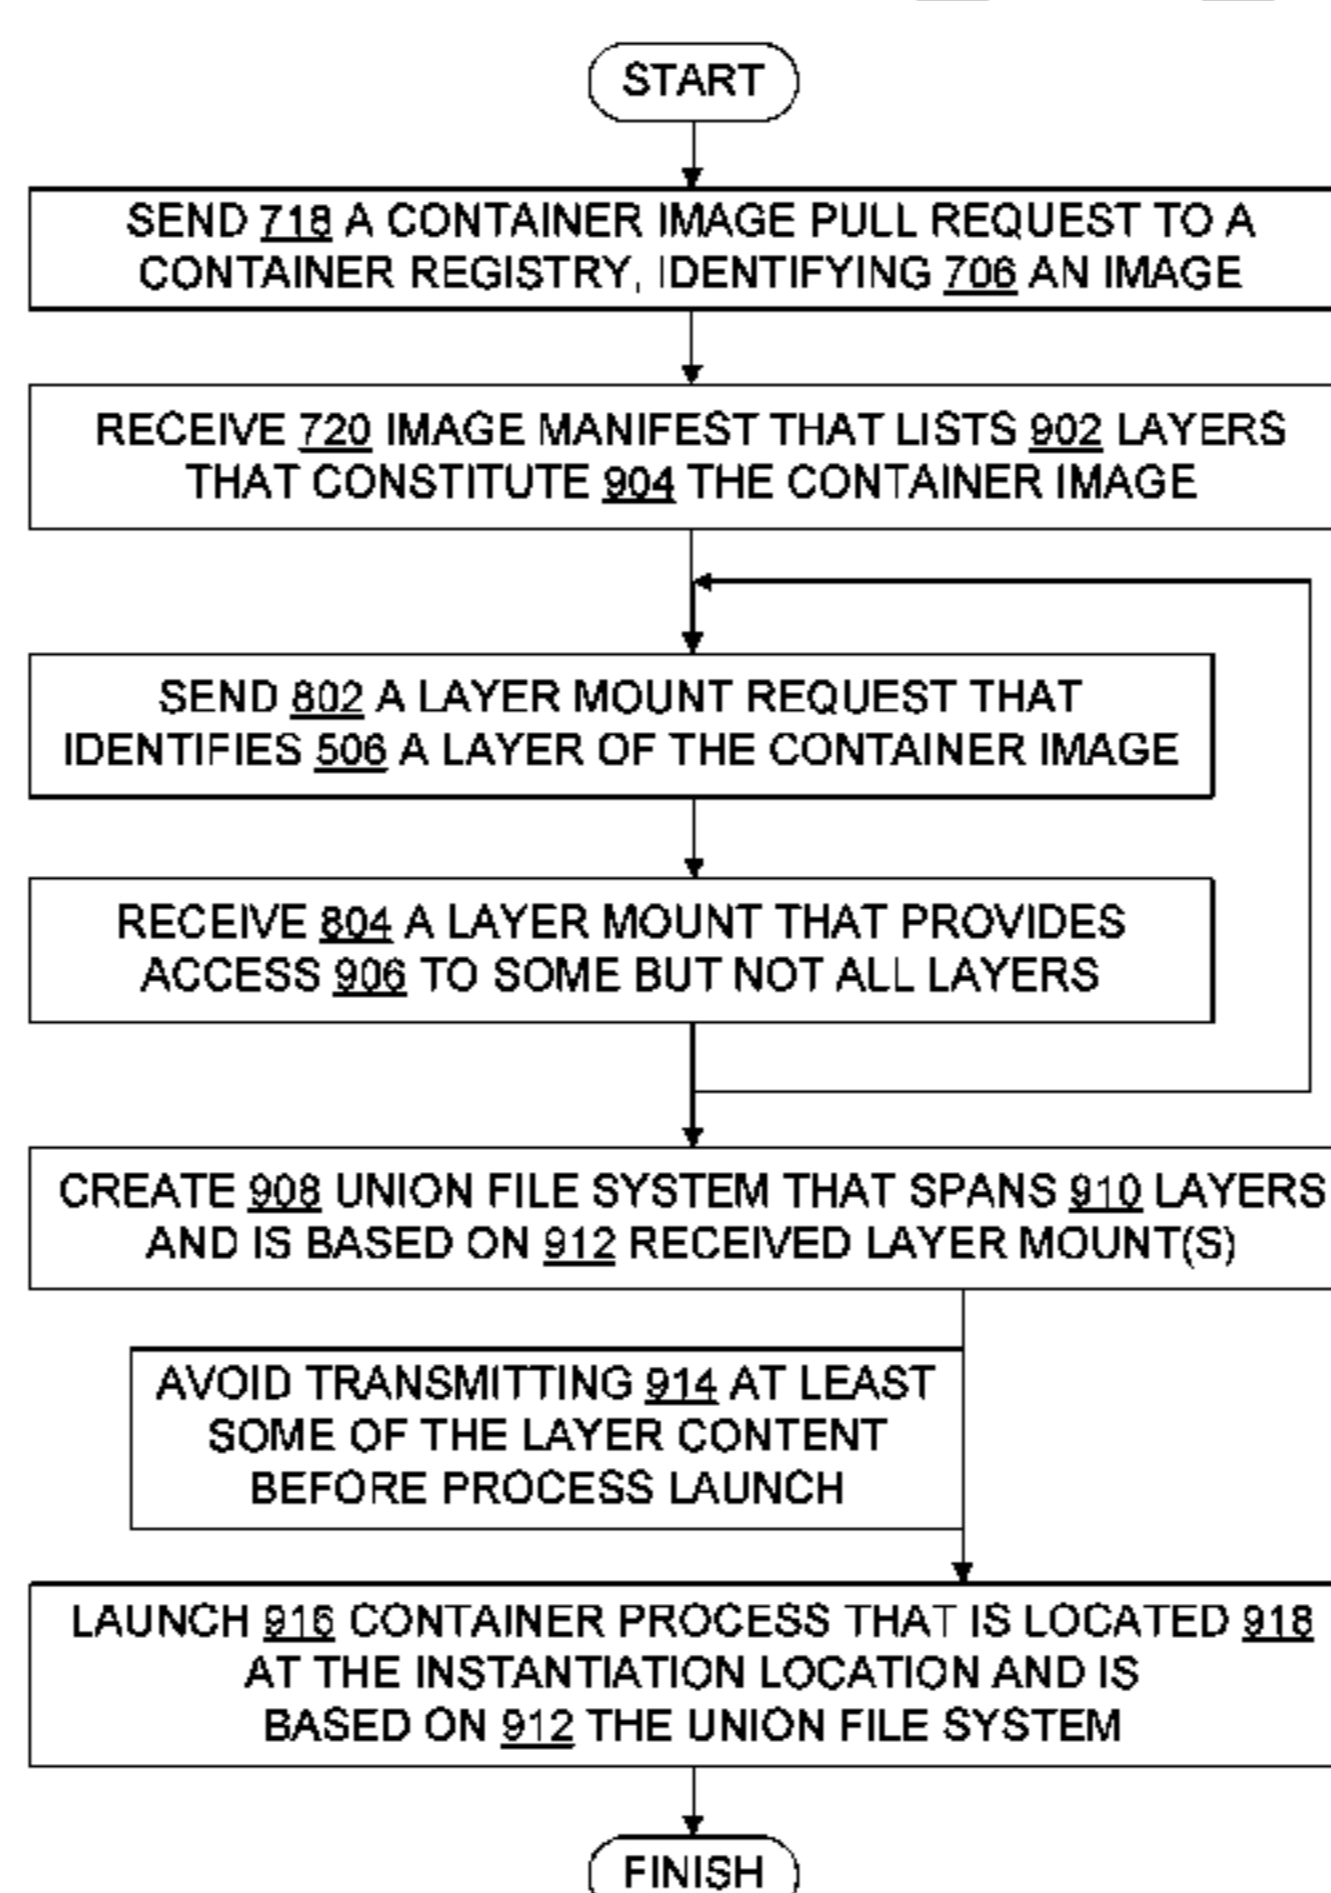 START
SEND 718 A CONTAINER IMAGE PULL REQUEST TO A
CONTAINER REGISTRY, IDENTIFYING 706 AN IMAGE
RECEIVE 720 IMAGE MANIFEST THAT LISTS 902 LAYERS
THAT CONSTITUTE 904 THE CONTAINER IMAGE
SEND 802 A LAYER MOUNT REQUEST THAT
IDENTIFIES 506 A LAYER OF THE CONTAINER IMAGE
RECEIVE 804 A LAYER MOUNT THAT PROVIDES
ACCESS 906 TO SOME BUT NOT ALL LAYERS
CREATE 908 UNION FILE SYSTEM THAT SPANS 910 LAYERS
AND IS BASED ON 912 RECEIVED LAYER MOUNT(S)
AVOID TRANSMITTING 914 AT LEAST
SOME OF THE LAYER CONTENT
BEFORE PROCESS LAUNCH
LAUNCH 916 CONTAINER PROCESS THAT IS LOCATED 918
AT THE INSTANTIATION LOCATION AND IS
BASED ON 912 THE UNION FILE SYSTEM
FINISH